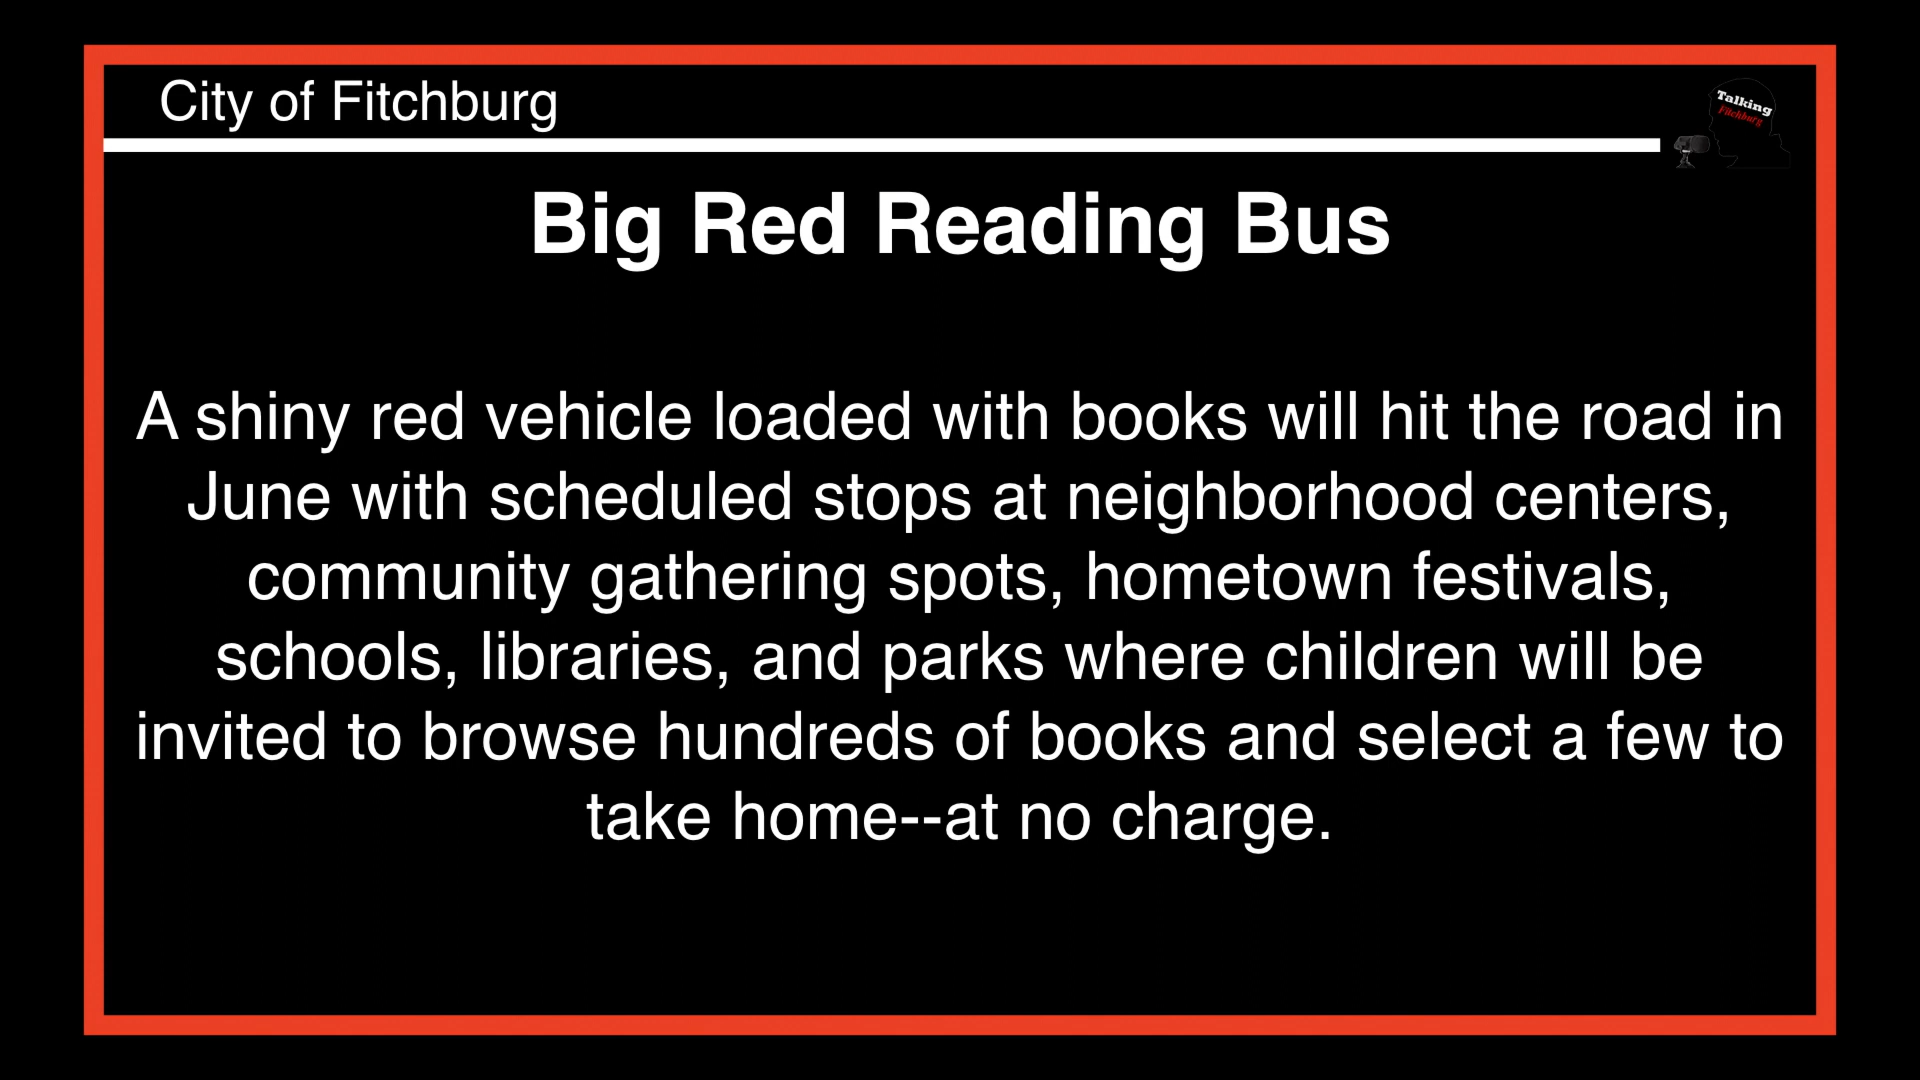 City of Fitchburg
Talking
Fitchburg
Big Red Reading Bus
A shiny red vehicle loaded with books will hit the road in
June with scheduled stops at neighborhood centers,
community gathering spots, hometown festivals,
schools, libraries, and parks where children will be
invited to browse hundreds of books and select a few to
take home--at no charge.